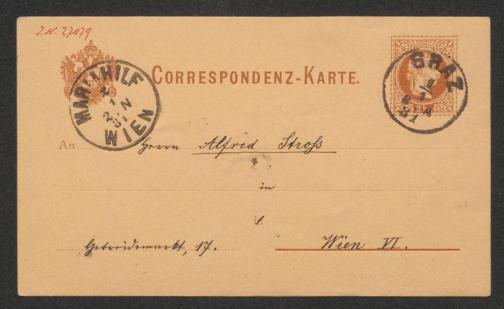 J.N. 27079
CORRESPONDENZ-KARTE.
MARIAHILF
WIEN
GRAZ
An Herrn Alfred Stross
in
Getreidemarkt, 17. Wien VI.